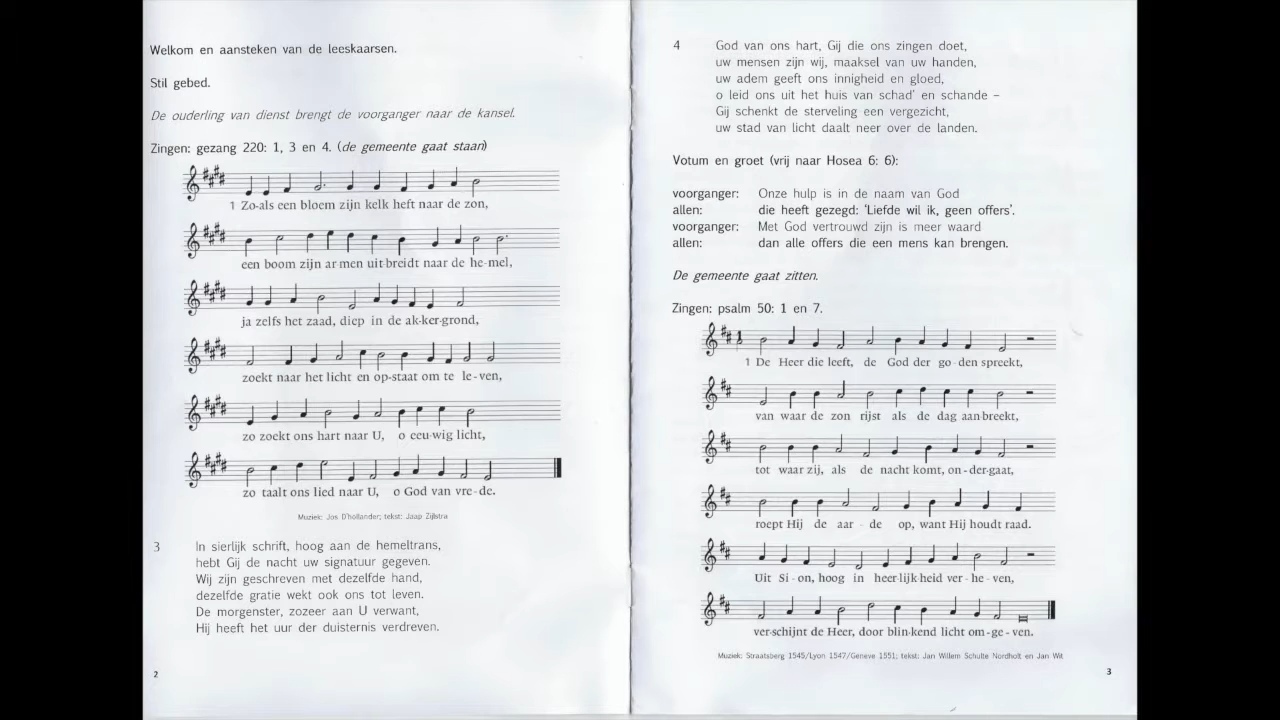 Welkom en aansteken van de leeskaarsen.
Stil gebed.
De ouderling van dienst brengt de voorganger naar de kansel.
Zingen: gezang 220: 1, 3 en 4. (de gemeente gaat staan)
1 Zo-als een bloem zijn kelk heft naar de zon,
een boom zijn ar-men uit-breidt naar de he-mel,
ja zelfs het zaad, diep in de ak-ker-grond,
zoekt naar het licht en op-staat om te le-ven,
zo zoekt ons hart naar U, o eeu-wig licht,
zo taalt ons lied naar U, o God van vre-de.
Muziek: Jos D'hollander; tekst: Jaap Zijlstra
3 In sierlijk schrift, hoog aan de hemeltrans,
hebt Gij de nacht uw signatuur gegeven.
Wij zijn geschreven met dezelfde hand,
dezelfde gratie wekt ook ons tot leven.
De morgenster, zozeer aan U verwant,
Hij heeft het uur der duisternis verdreven.
2
4 God van ons hart, Gij die ons zingen doet,
uw mensen zijn wij, maaksel van uw handen,
uw adem geeft ons innigheid en gloed,
o leid ons uit het huis van schad' en schande –
Gij schenkt de sterveling een vergezicht,
uw stad van licht daalt neer over de landen.
Votum en groet (vrij naar Hosea 6: 6):
voorganger: Onze hulp is in de naam van God
allen: die heeft gezegd: 'Liefde wil ik, geen offers'.
voorganger: Met God vertrouwd zijn is meer waard
allen: dan alle offers die een mens kan brengen.
De gemeente gaat zitten.
Zingen: psalm 50: 1 en 7.
1 De Heer die leeft, de God der go-den spreekt,
van waar de zon rijst als de dag aan-breekt,
tot waar zij, als de nacht komt, on-der-gaat,
roept Hij de aar-de op, want Hij houdt raad.
Uit Si-on, hoog in heer-lijk-heid ver-he-ven,
ver-schijnt de Heer, door blin-kend licht om-ge-ven.
Muziek: Straatsberg 1545/Lyon 1547/Geneve 1551; tekst: Jan Willem Schulte Nordholt en Jan Wit
3